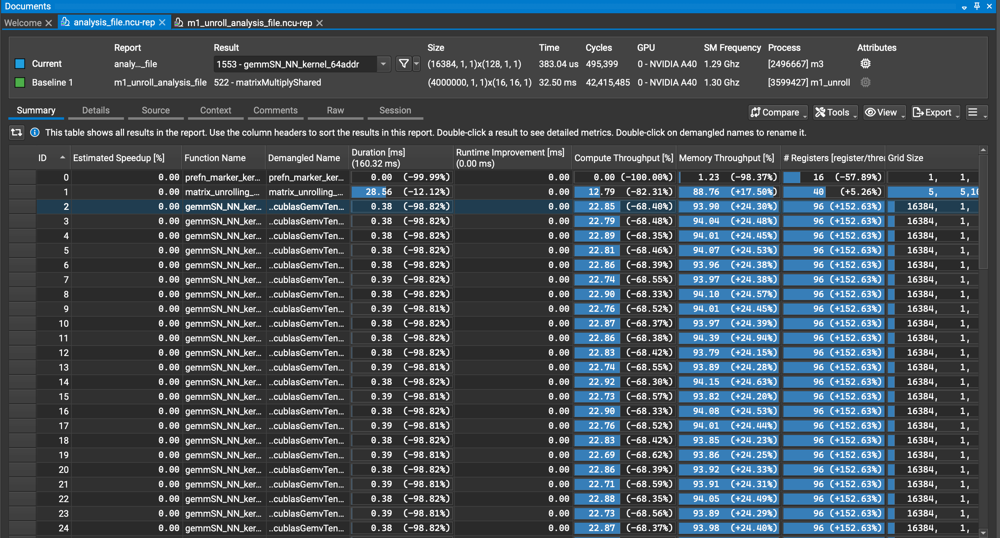 Documents
Welcome analysis_file.ncu-rep m1_unroll_analysis_file.ncu-rep
Report Result Size Time Cycles GPU SM Frequency Process Attributes
Current analy..._file 1553 - gemmSN_NN_kernel_64addr (16384, 1, 1)x(128, 1, 1) 383.04 us 495,399 0 - NVIDIA A40 1.29 Ghz [2496667] m3
Baseline 1 m1_unroll_analysis_file 522 - matrixMultiplyShared (4000000, 1, 1)x(16, 16, 1) 32.50 ms 42,415,485 0 - NVIDIA A40 1.30 Ghz [3599427] m1_unroll
Summary Details Source Context Comments Raw Session Compare Tools View Export
This table shows all results in the report. Use the column headers to sort the results in this report. Double-click a result to see detailed metrics. Double-click on demangled names to rename it.
ID Estimated Speedup [%] Function Name Demangled Name Duration [ms] (160.32 ms) Runtime Improvement [ms] (0.00 ms) Compute Throughput [%] Memory Throughput [%] # Registers [register/threa Grid Size
0 0.00 prefn_marker_ker... prefn_marker_ker... 0.00 (-99.99%) 0.00 0.00 (-100.00%) 1.23 (-98.37%) 16 (-57.89%) 1, 1,
1 0.00 matrix_unrolling_... matrix_unrolling_... 28.56 (-12.12%) 0.00 12.79 (-82.31%) 88.76 (+17.50%) 40 (+5.26%) 5, 5,10
2 0.00 gemmSN_NN_ker... ..cublasGemvTen... 0.38 (-98.82%) 0.00 22.85 (-68.40%) 93.90 (+24.30%) 96 (+152.63%) 16384, 1,
3 0.00 gemmSN_NN_ker... ..cublasGemvTen... 0.38 (-98.82%) 0.00 22.79 (-68.48%) 94.04 (+24.48%) 96 (+152.63%) 16384, 1,
4 0.00 gemmSN_NN_ker... ..cublasGemvTen... 0.38 (-98.82%) 0.00 22.89 (-68.35%) 94.01 (+24.45%) 96 (+152.63%) 16384, 1,
5 0.00 gemmSN_NN_ker... ..cublasGemvTen... 0.38 (-98.82%) 0.00 22.81 (-68.46%) 94.07 (+24.53%) 96 (+152.63%) 16384, 1,
6 0.00 gemmSN_NN_ker... ..cublasGemvTen... 0.38 (-98.82%) 0.00 22.86 (-68.39%) 93.96 (+24.38%) 96 (+152.63%) 16384, 1,
7 0.00 gemmSN_NN_ker... ..cublasGemvTen... 0.39 (-98.82%) 0.00 22.74 (-68.55%) 93.97 (+24.38%) 96 (+152.63%) 16384, 1,
8 0.00 gemmSN_NN_ker... ..cublasGemvTen... 0.38 (-98.82%) 0.00 22.90 (-68.33%) 94.10 (+24.57%) 96 (+152.63%) 16384, 1,
9 0.00 gemmSN_NN_ker... ..cublasGemvTen... 0.39 (-98.81%) 0.00 22.76 (-68.52%) 94.01 (+24.45%) 96 (+152.63%) 16384, 1,
10 0.00 gemmSN_NN_ker... ..cublasGemvTen... 0.38 (-98.82%) 0.00 22.87 (-68.37%) 93.97 (+24.39%) 96 (+152.63%) 16384, 1,
11 0.00 gemmSN_NN_ker... ..cublasGemvTen... 0.38 (-98.82%) 0.00 22.86 (-68.38%) 94.39 (+24.94%) 96 (+152.63%) 16384, 1,
12 0.00 gemmSN_NN_ker... ..cublasGemvTen... 0.38 (-98.82%) 0.00 22.83 (-68.42%) 93.79 (+24.15%) 96 (+152.63%) 16384, 1,
13 0.00 gemmSN_NN_ker... ..cublasGemvTen... 0.39 (-98.81%) 0.00 22.74 (-68.55%) 93.89 (+24.28%) 96 (+152.63%) 16384, 1,
14 0.00 gemmSN_NN_ker... ..cublasGemvTen... 0.38 (-98.82%) 0.00 22.92 (-68.30%) 94.15 (+24.63%) 96 (+152.63%) 16384, 1,
15 0.00 gemmSN_NN_ker... ..cublasGemvTen... 0.39 (-98.81%) 0.00 22.73 (-68.57%) 93.82 (+24.20%) 96 (+152.63%) 16384, 1,
16 0.00 gemmSN_NN_ker... ..cublasGemvTen... 0.38 (-98.82%) 0.00 22.90 (-68.33%) 94.08 (+24.53%) 96 (+152.63%) 16384, 1,
17 0.00 gemmSN_NN_ker... ..cublasGemvTen... 0.39 (-98.81%) 0.00 22.76 (-68.52%) 94.01 (+24.44%) 96 (+152.63%) 16384, 1,
18 0.00 gemmSN_NN_ker... ..cublasGemvTen... 0.38 (-98.82%) 0.00 22.83 (-68.42%) 93.85 (+24.23%) 96 (+152.63%) 16384, 1,
19 0.00 gemmSN_NN_ker... ..cublasGemvTen... 0.39 (-98.81%) 0.00 22.69 (-68.62%) 93.86 (+24.25%) 96 (+152.63%) 16384, 1,
20 0.00 gemmSN_NN_ker... ..cublasGemvTen... 0.38 (-98.82%) 0.00 22.86 (-68.39%) 93.92 (+24.33%) 96 (+152.63%) 16384, 1,
21 0.00 gemmSN_NN_ker... ..cublasGemvTen... 0.39 (-98.81%) 0.00 22.71 (-68.59%) 93.91 (+24.31%) 96 (+152.63%) 16384, 1,
22 0.00 gemmSN_NN_ker... ..cublasGemvTen... 0.38 (-98.82%) 0.00 22.88 (-68.35%) 94.05 (+24.49%) 96 (+152.63%) 16384, 1,
23 0.00 gemmSN_NN_ker... ..cublasGemvTen... 0.39 (-98.81%) 0.00 22.73 (-68.56%) 93.89 (+24.29%) 96 (+152.63%) 16384, 1,
24 0.00 gemmSN_NN_ker... ..cublasGemvTen... 0.38 (-98.82%) 0.00 22.87 (-68.37%) 93.98 (+24.40%) 96 (+152.63%) 16384, 1,